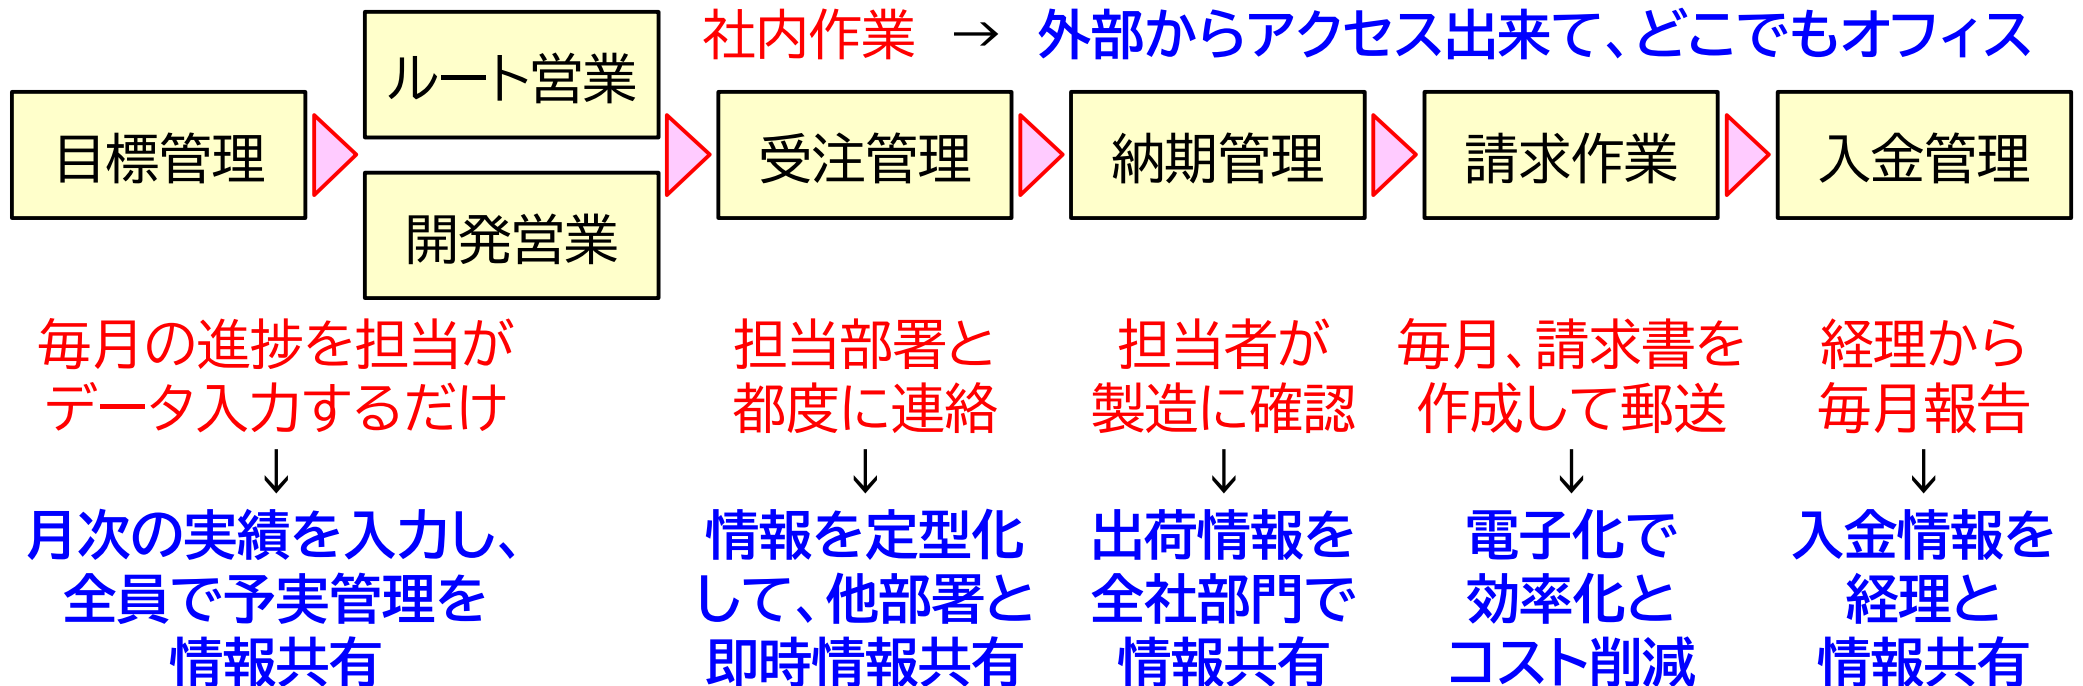 社内作業 → 外部からアクセス出来て、どこでもオフィス
目標管理
ルート営業
開発営業
受注管理
納期管理
請求作業
入金管理
毎月の進捗を担当が
データ入力するだけ
↓
月次の実績を入力し、
全員で予実管理を
情報共有
担当部署と
都度に連絡
↓
情報を定型化
して、他部署と
即時情報共有
担当者が
製造に確認
↓
出荷情報を
全社部門で
情報共有
毎月、請求書を
作成して郵送
↓
電子化で
効率化と
コスト削減
経理から
毎月報告
↓
入金情報を
経理と
情報共有